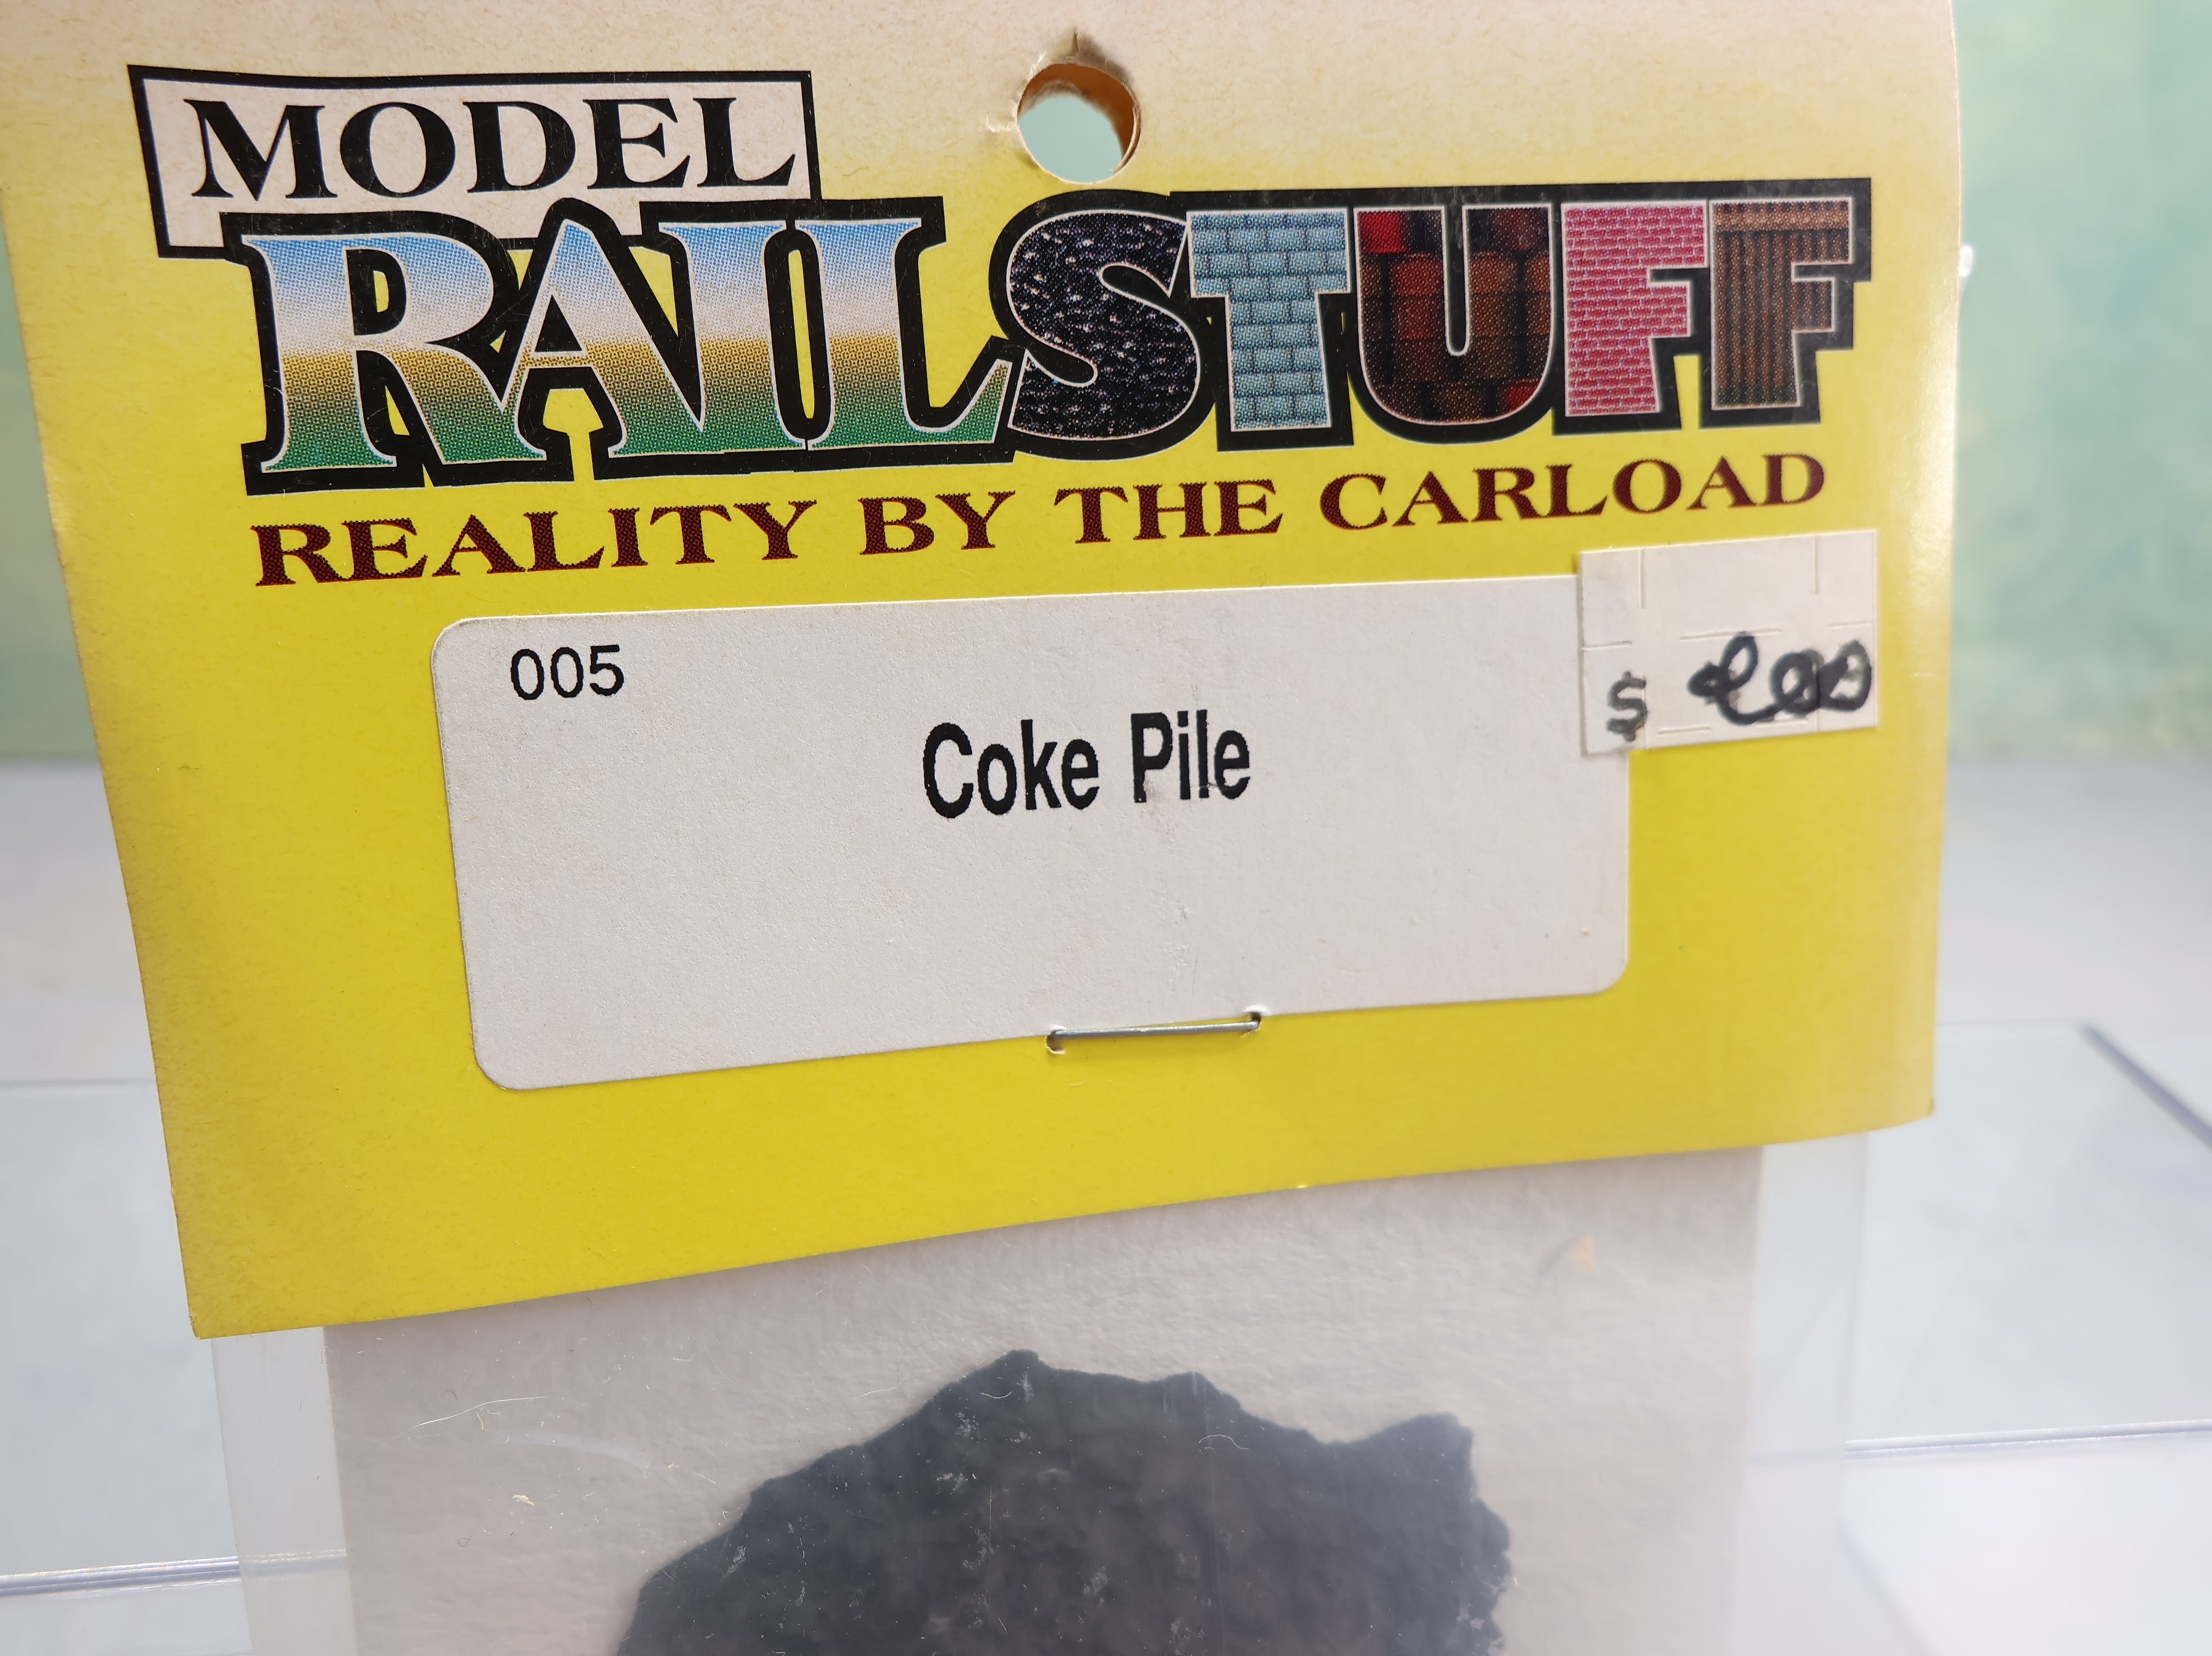 MODEL
RAILSTUFF
REALITY BY THE CARLOAD
005
$
Coke Pile